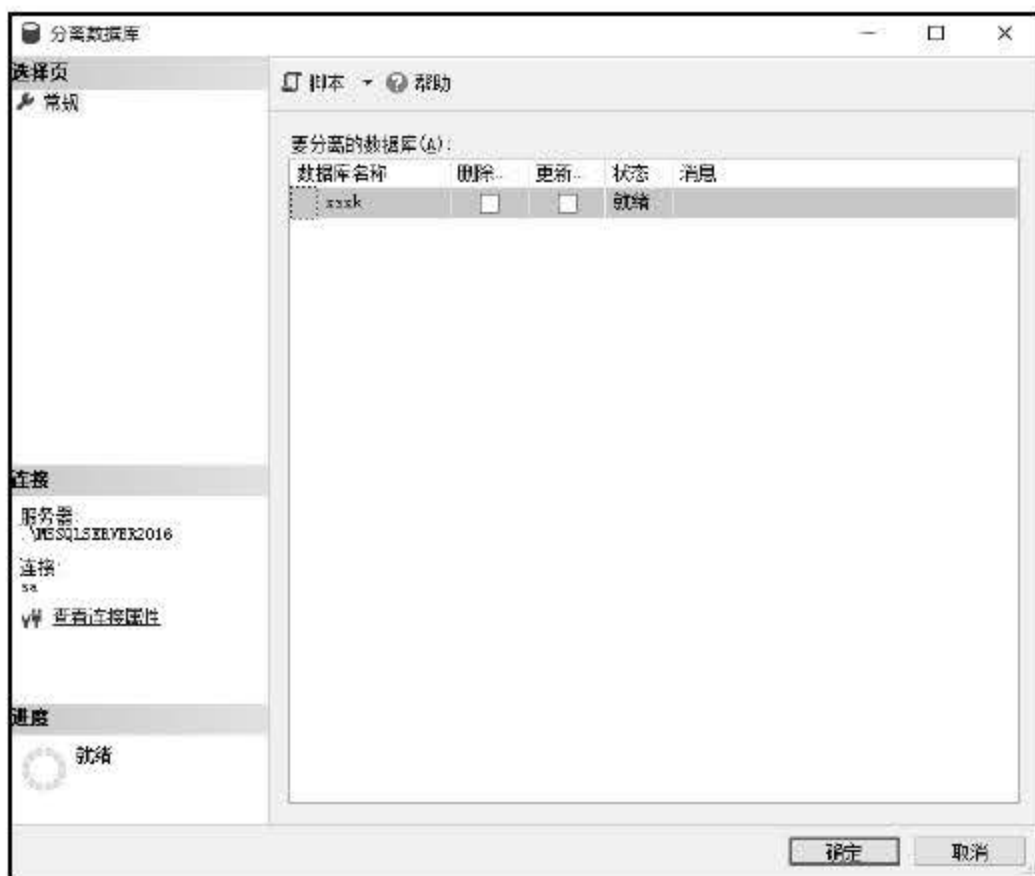 分离数据库
选择页
常规
脚本 帮助
要分离的数据库(A):
数据库名称 删除.. 更新.. 状态 消息
xsxk 就绪
连接
服务器:
.\MSSQLSERVER2016
连接:
sa
查看连接属性
进度
就绪
确定 取消